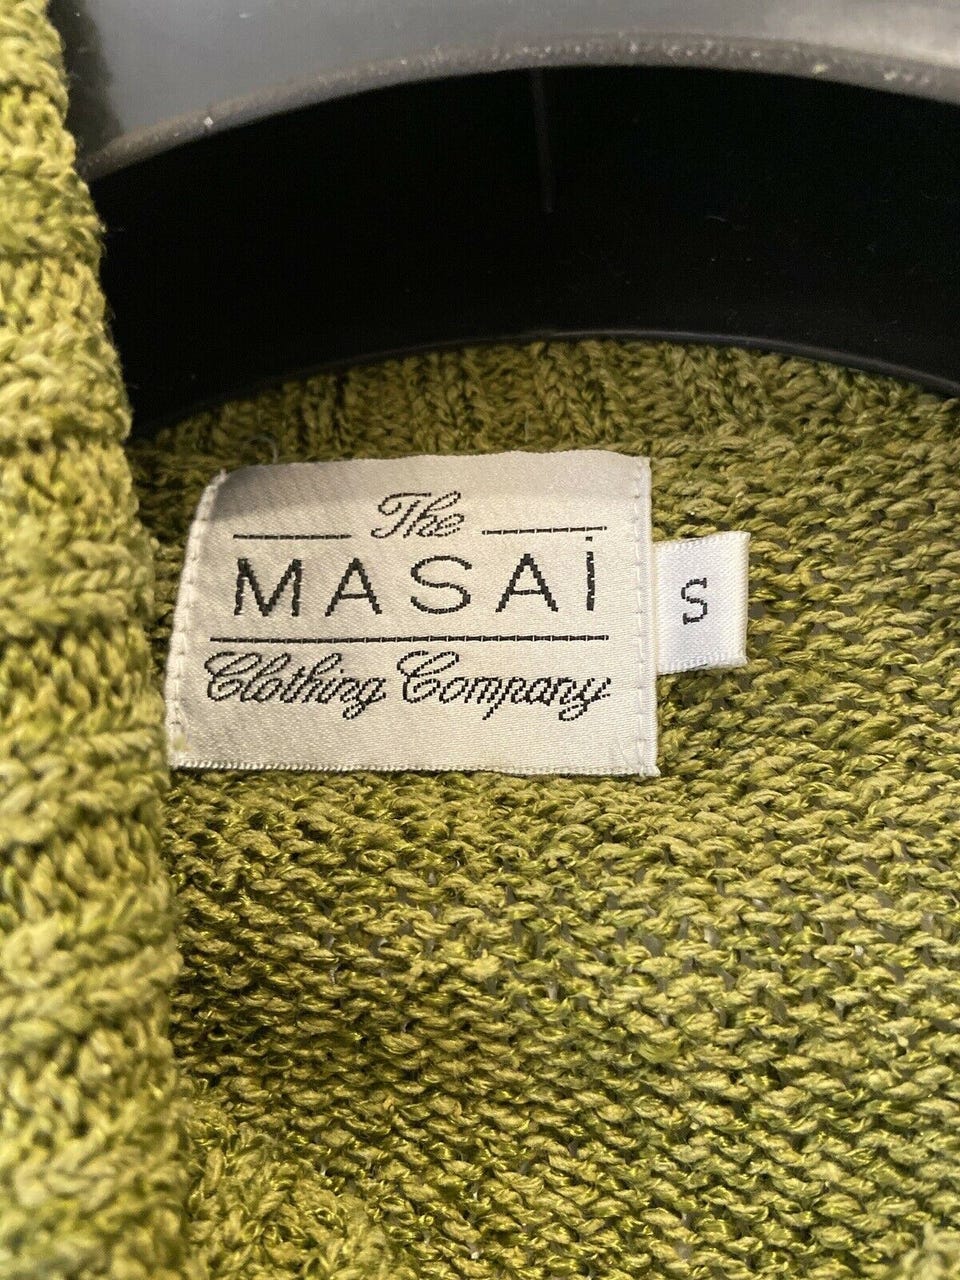 The
MASAi
Clothing Company
S